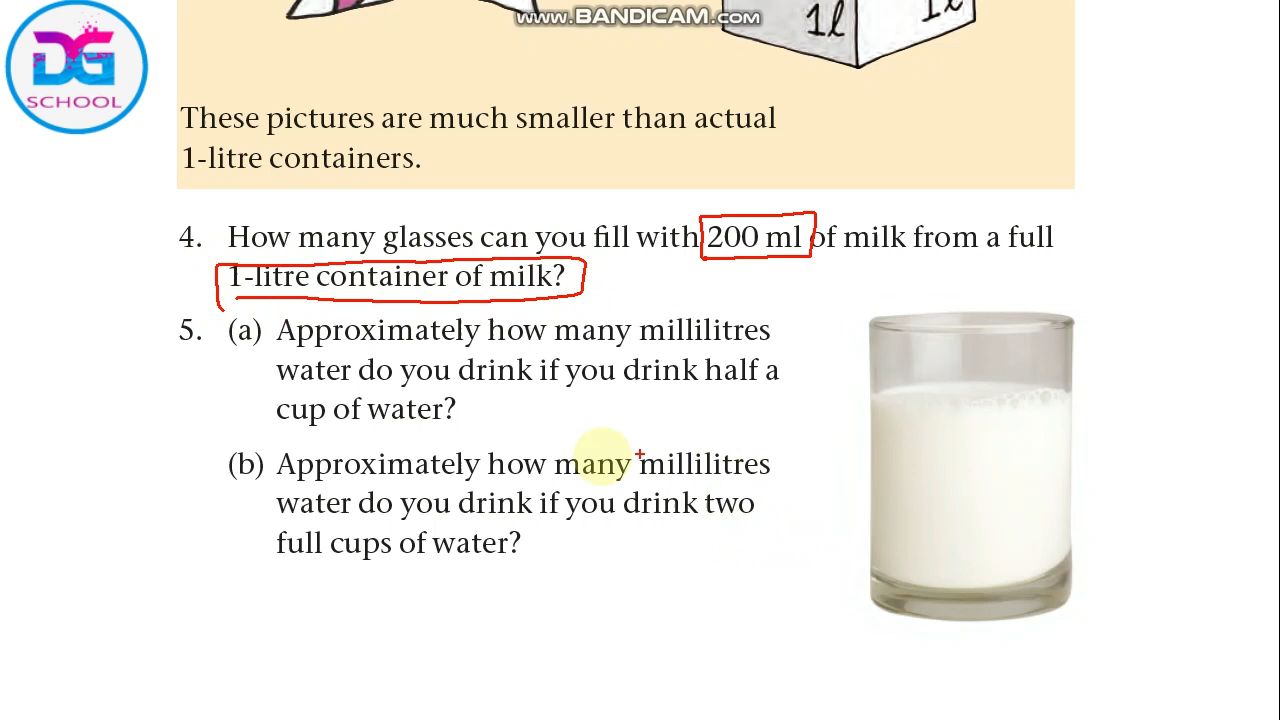 www.BANDICAM.com
1l
1l
DG
SCHOOL
These pictures are much smaller than actual
1-litre containers.
4. How many glasses can you fill with 200 ml of milk from a full
1-litre container of milk?
5. (a) Approximately how many millilitres
water do you drink if you drink half a
cup of water?
(b) Approximately how many millilitres
water do you drink if you drink two
full cups of water?